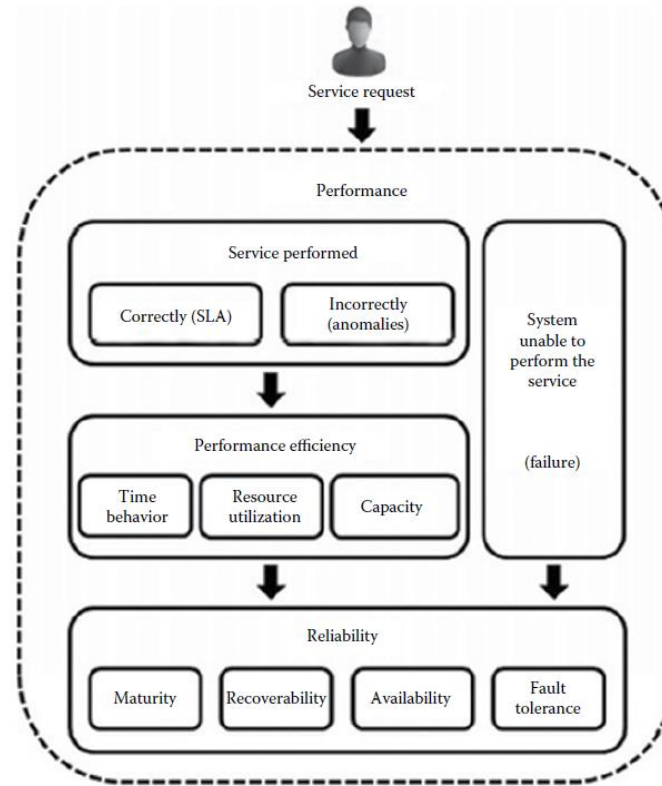 Service request
Performance
Service performed
Correctly (SLA)
Incorrectly
(anomalies)
System
unable to
perform the
service
(failure)
Performance efficiency
Time
behavior
Resource
utilization
Capacity
Reliability
Maturity
Recoverability
Availability
Fault
tolerance